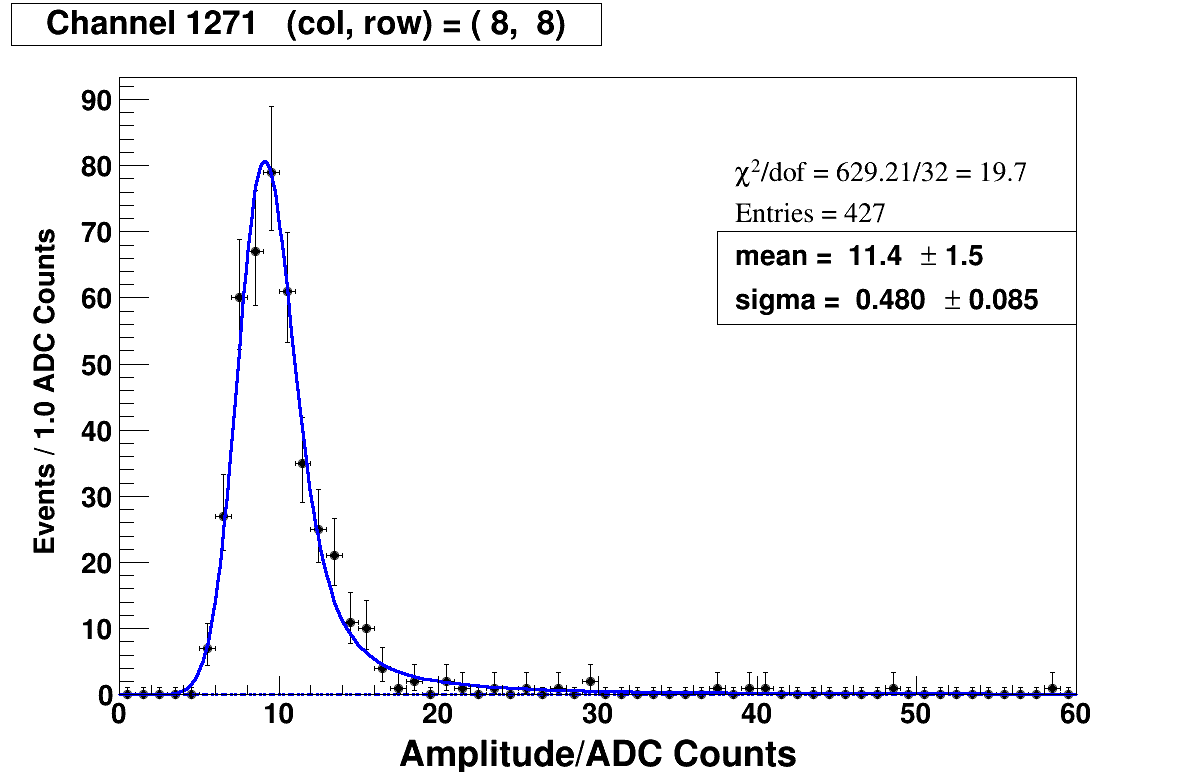 Channel 1271 (col, row) = ( 8, 8)
90
80
70
60
50
40
30
20
10
0
Events / 1.0 ADC Counts
χ²/dof = 629.21/32 = 19.7
Entries = 427
mean = 11.4 ± 1.5
sigma = 0.480 ± 0.085
0 10 20 30 40 50 60
Amplitude/ADC Counts